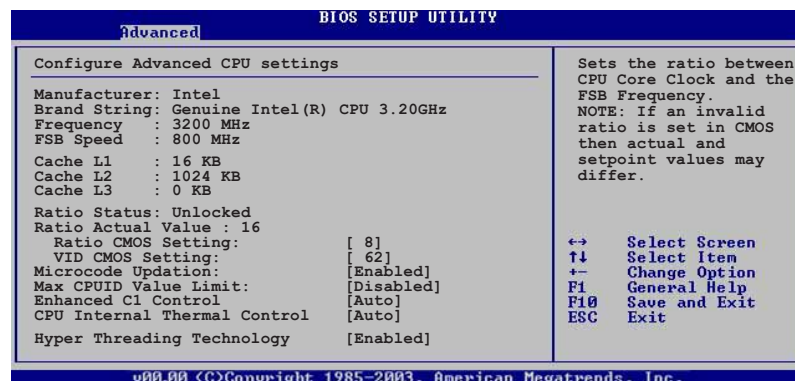 BIOS SETUP UTILITY
Advanced
Configure Advanced CPU settings
Manufacturer: Intel
Brand String: Genuine Intel(R) CPU 3.20GHz
Frequency : 3200 MHz
FSB Speed : 800 MHz
Cache L1 : 16 KB
Cache L2 : 1024 KB
Cache L3 : 0 KB
Ratio Status: Unlocked
Ratio Actual Value : 16
Ratio CMOS Setting: [ 8]
VID CMOS Setting: [ 62]
Microcode Updation: [Enabled]
Max CPUID Value Limit: [Disabled]
Enhanced C1 Control [Auto]
CPU Internal Thermal Control [Auto]
Hyper Threading Technology [Enabled]
Sets the ratio between
CPU Core Clock and the
FSB Frequency.
NOTE: If an invalid
ratio is set in CMOS
then actual and
setpoint values may
differ.
←→ Select Screen
↑↓ Select Item
+- Change Option
F1 General Help
F10 Save and Exit
ESC Exit
v00.00 (C)Copyright 1985-2003, American Megatrends, Inc.